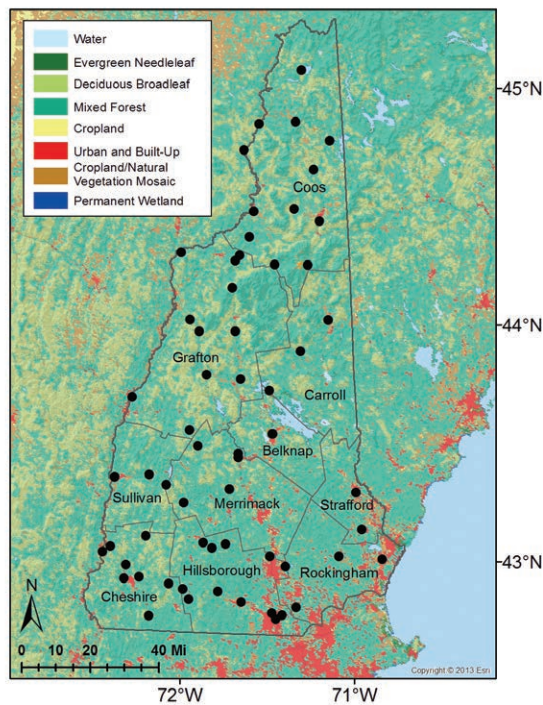 Water
Evergreen Needleleaf
Deciduous Broadleaf
Mixed Forest
Cropland
Urban and Built-Up
Cropland/Natural
Vegetation Mosaic
Permanent Wetland
45°N
Coos
44°N
Grafton
Carroll
Belknap
Sullivan
Merrimack
Strafford
43°N
Hillsborough
Rockingham
Cheshire
N
0 10 20 40 Mi
Copyright © 2013 Esri
72°W
71°W